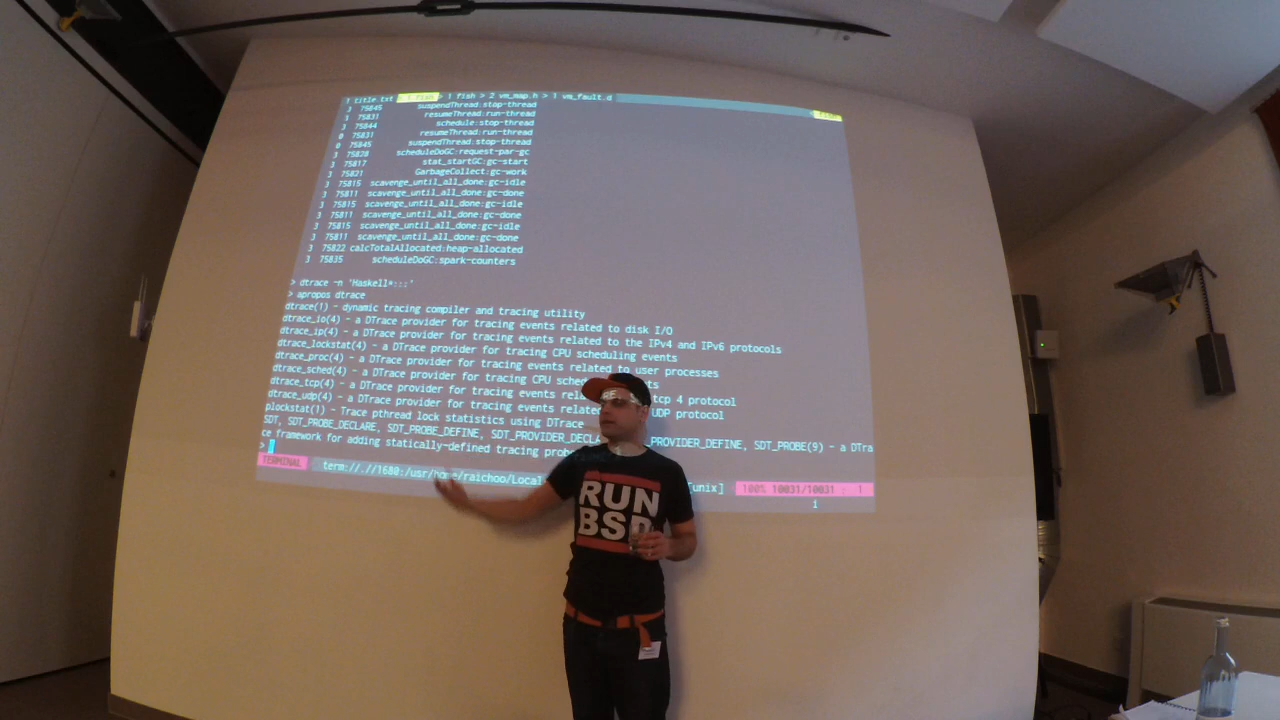 1 title.txt > 1 fish > 1 fish > 2 vm_map.h > 1 vm_fault.d
3 75845 suspendThread:stop-thread
3 75831 resumeThread:run-thread
3 75844 schedule:stop-thread
0 75831 resumeThread:run-thread
0 75845 suspendThread:stop-thread
3 75828 scheduleDoGC:request-par-gc
3 75817 stat_startGC:gc-start
3 75821 GarbageCollect:gc-work
3 75815 scavenge_until_all_done:gc-idle
3 75811 scavenge_until_all_done:gc-done
3 75815 scavenge_until_all_done:gc-idle
3 75811 scavenge_until_all_done:gc-done
3 75815 scavenge_until_all_done:gc-idle
3 75811 scavenge_until_all_done:gc-done
3 75822 calcTotalAllocated:heap-allocated
3 75835 scheduleDoGC:spark-counters
> dtrace -n 'Haskell*:::'
> apropos dtrace
dtrace(1) - dynamic tracing compiler and tracing utility
dtrace_io(4) - a DTrace provider for tracing events related to disk I/O
dtrace_ip(4) - a DTrace provider for tracing events related to the IPv4 and IPv6 protocols
dtrace_lockstat(4) - a DTrace provider for tracing CPU scheduling events
dtrace_proc(4) - a DTrace provider for tracing events related to user processes
dtrace_sched(4) - a DTrace provider for tracing CPU sched ts
dtrace_tcp(4) - a DTrace provider for tracing events rela tcp 4 protocol
dtrace_udp(4) - a DTrace provider for tracing events related UDP protocol
plockstat(1) - Trace pthread lock statistics using DTrace
SDT, SDT_PROBE_DECLARE, SDT_PROBE_DEFINE, SDT_PROVIDER_DECLA _PROVIDER_DEFINE, SDT_PROBE(9) - a DTra
ce framework for adding statically-defined tracing prob
>
TERMINAL term://.//1680:/usr/home/raichoo/Local [unix] 100% 10031/10031 : 1
i
RUN
BSD